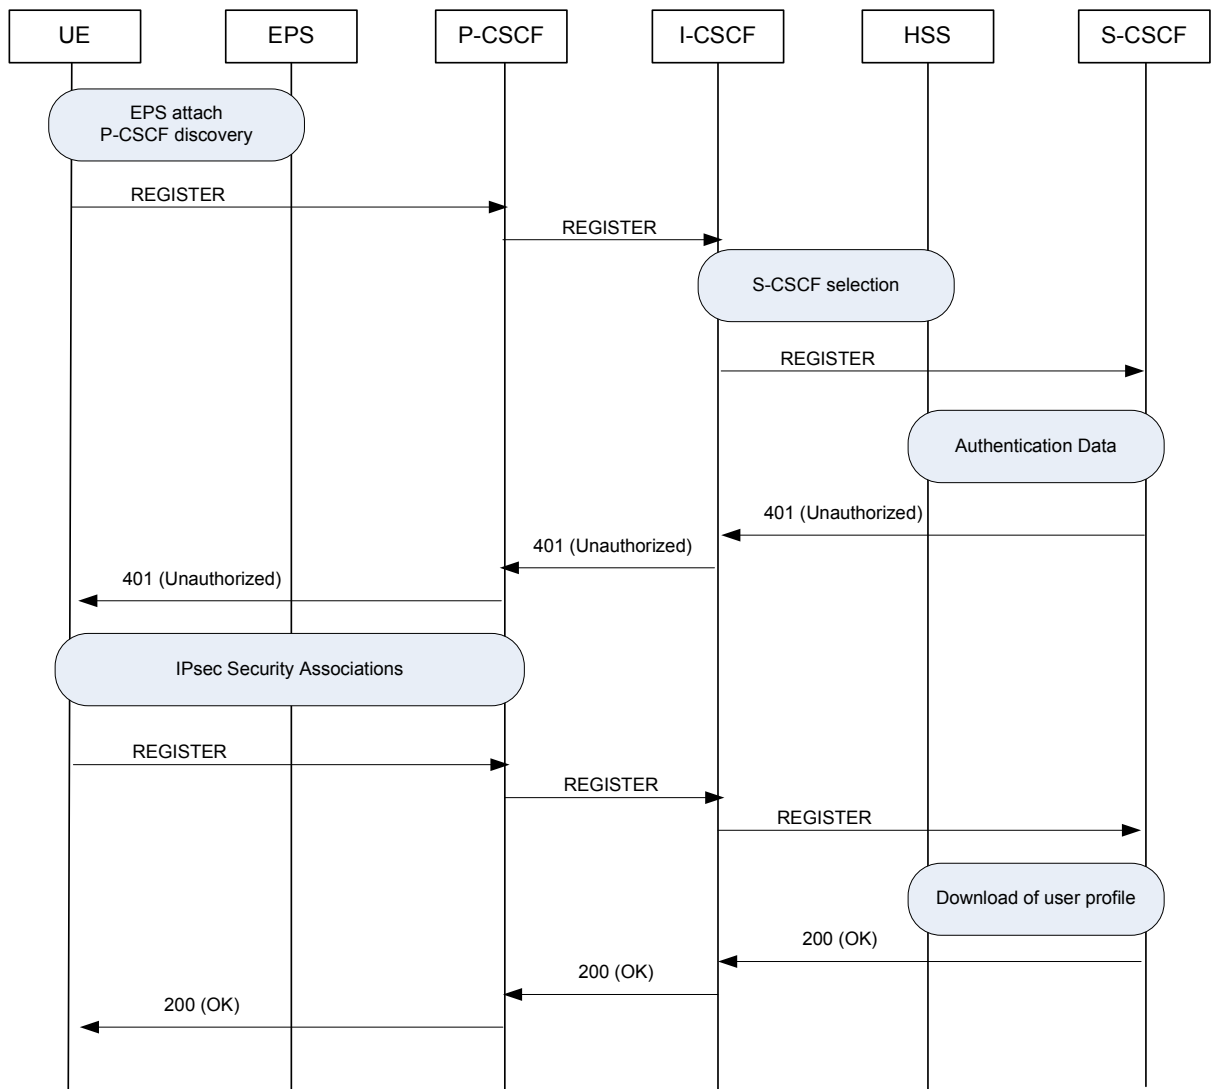 UE
EPS
P-CSCF
I-CSCF
HSS
S-CSCF
EPS attach
P-CSCF discovery
REGISTER
REGISTER
S-CSCF selection
REGISTER
Authentication Data
401 (Unauthorized)
401 (Unauthorized)
401 (Unauthorized)
IPsec Security Associations
REGISTER
REGISTER
REGISTER
Download of user profile
200 (OK)
200 (OK)
200 (OK)